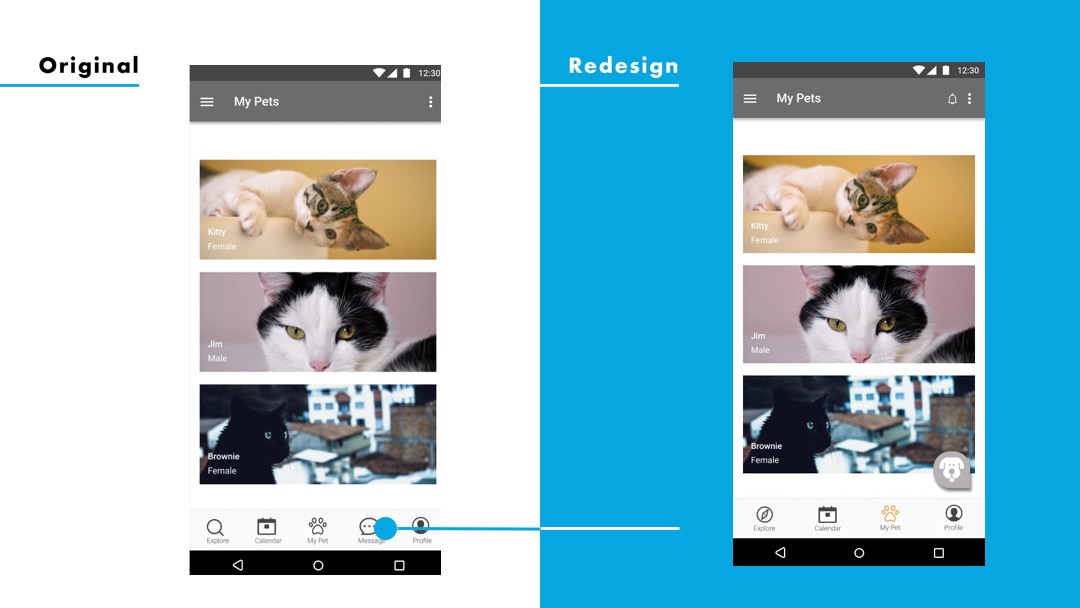 Original
12:30
My Pets
Kitty
Female
Jim
Male
Brownie
Female
Explore
Calendar
My Pet
Message
Profile
Redesign
12:30
My Pets
Kitty
Female
Jim
Male
Brownie
Female
Explore
Calendar
My Pet
Profile